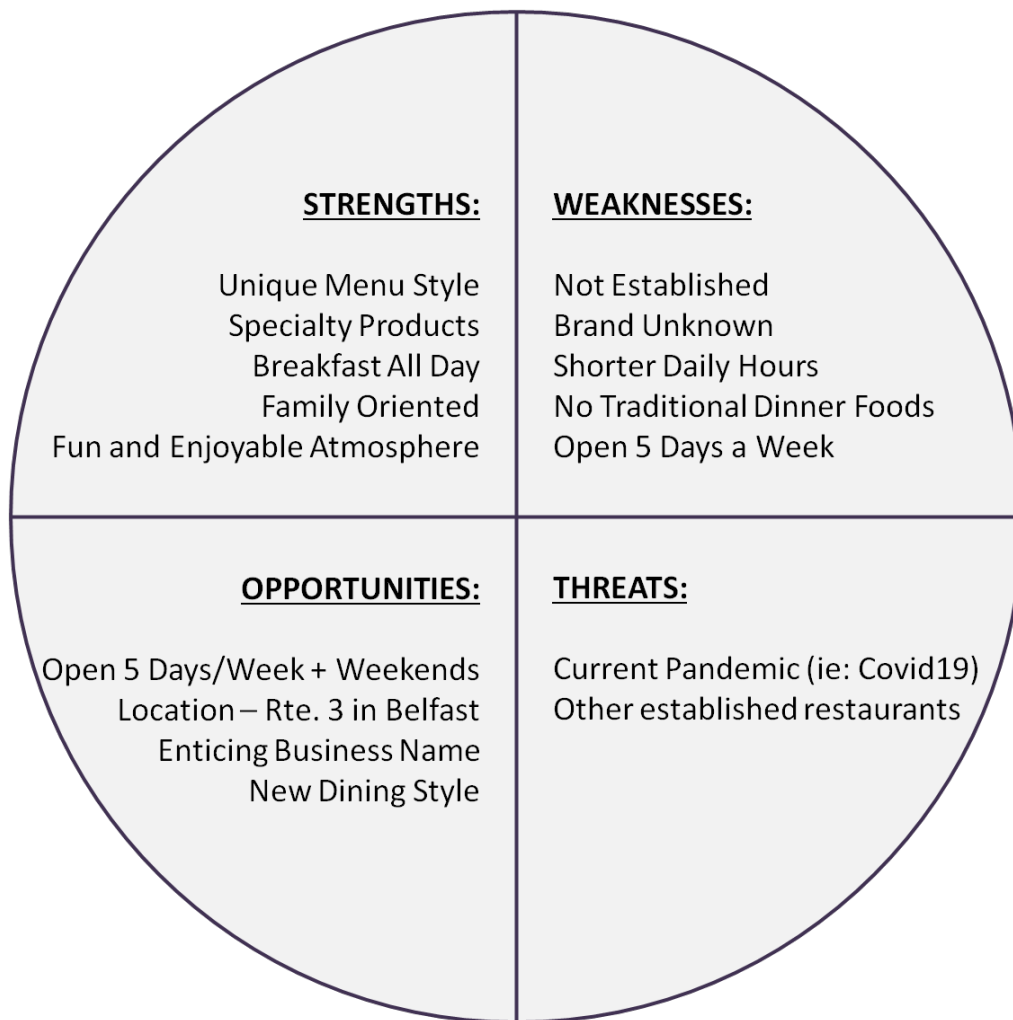 STRENGTHS:
Unique Menu Style
Specialty Products
Breakfast All Day
Family Oriented
Fun and Enjoyable Atmosphere
WEAKNESSES:
Not Established
Brand Unknown
Shorter Daily Hours
No Traditional Dinner Foods
Open 5 Days a Week
OPPORTUNITIES:
Open 5 Days/Week + Weekends
Location – Rte. 3 in Belfast
Enticing Business Name
New Dining Style
THREATS:
Current Pandemic (ie: Covid19)
Other established restaurants